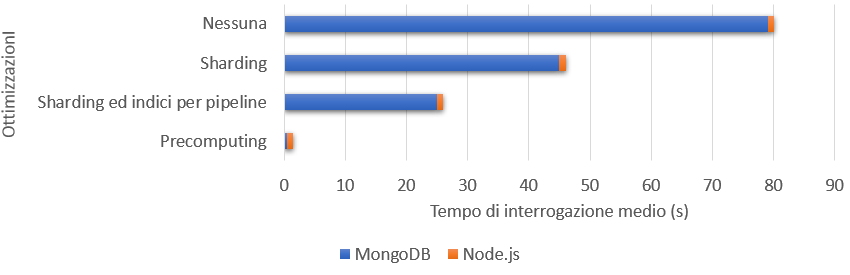 OttimizzazionI
Nessuna
Sharding
Sharding ed indici per pipeline
Precomputing
0 10 20 30 40 50 60 70 80 90
Tempo di interrogazione medio (s)
MongoDB Node.js